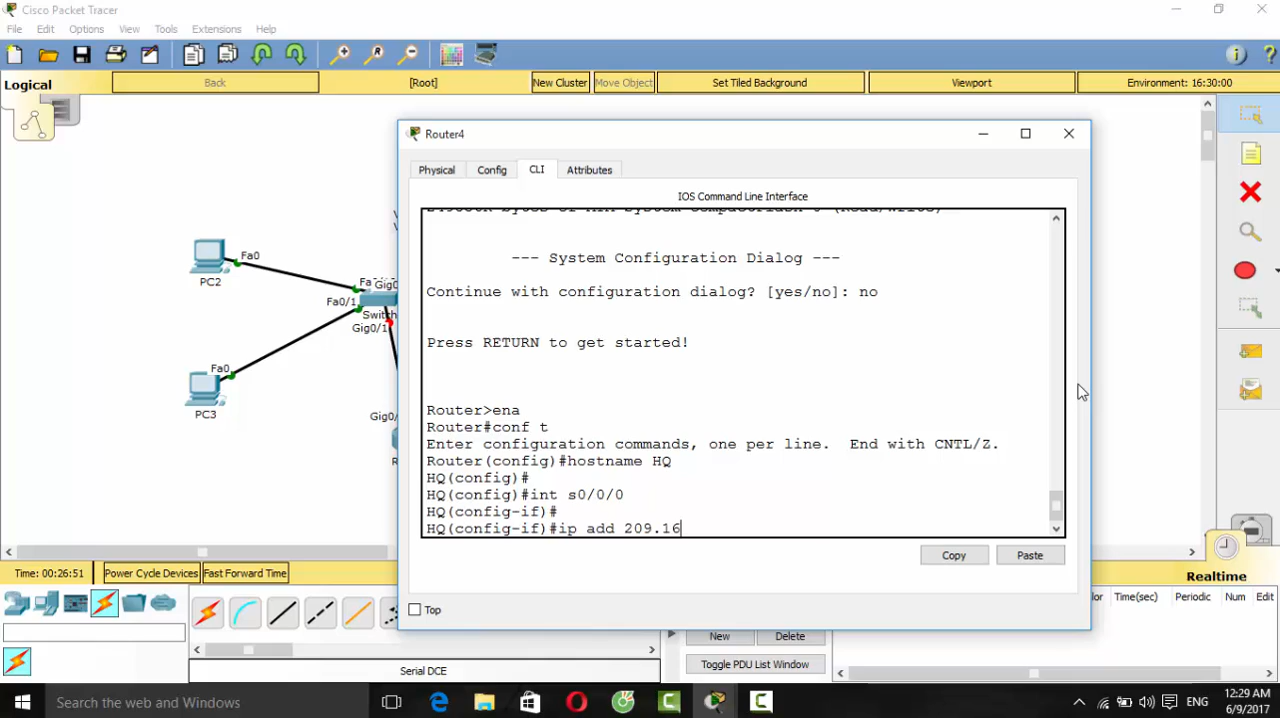 Cisco Packet Tracer
File Edit Options View Tools Extensions Help
Logical
Back
[Root]
New Cluster
Move Object
Set Tiled Background
Viewport
Environment: 16:30:00
Router4
Physical Config CLI Attributes
IOS Command Line Interface
--- System Configuration Dialog ---
Continue with configuration dialog? [yes/no]: no
Press RETURN to get started!
Router>ena
Router#conf t
Enter configuration commands, one per line. End with CNTL/Z.
Router(config)#hostname HQ
HQ(config)#
HQ(config)#int s0/0/0
HQ(config-if)#
HQ(config-if)#ip add 209.16
Copy
Paste
Top
Fa0
PC2
Fa0/1
Gig0/1
Fa0
PC3
Time: 00:26:51
Power Cycle Devices
Fast Forward Time
Realtime
Time(sec) Periodic Num Edit
New
Delete
Toggle PDU List Window
Serial DCE
Search the web and Windows
ENG
12:29 AM
6/9/2017